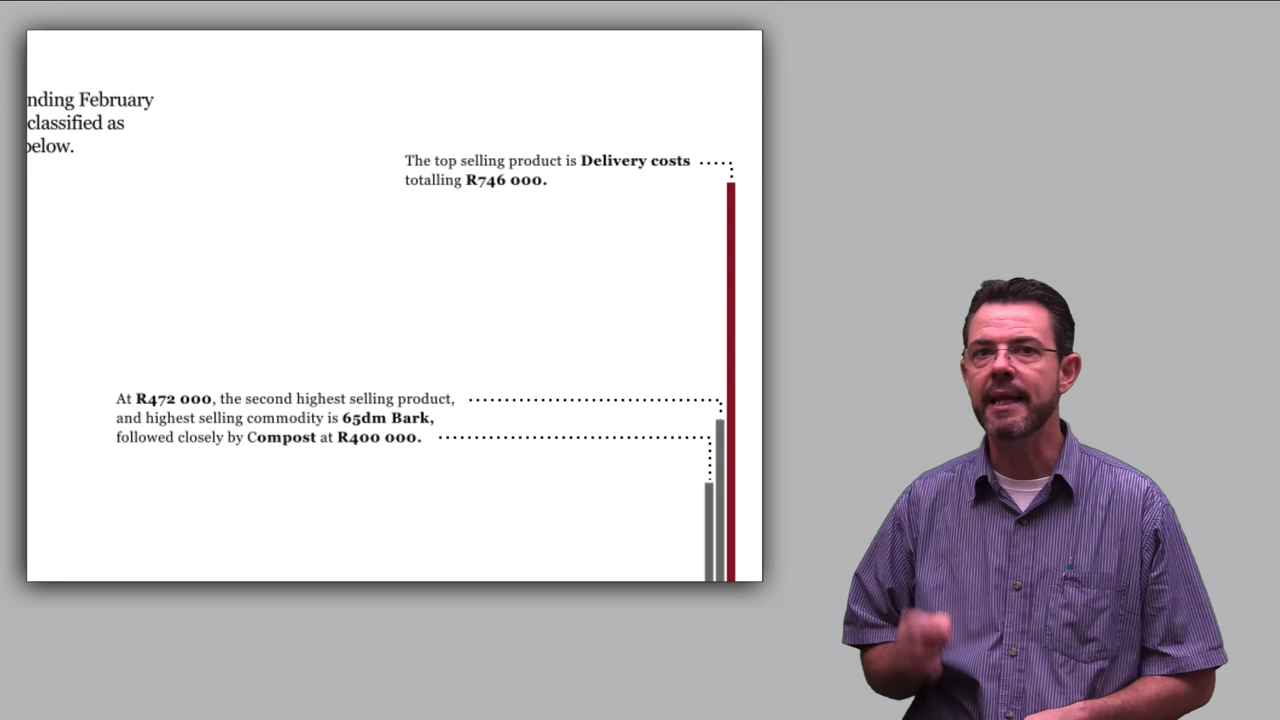 nding February
classified as
below.
The top selling product is Delivery costs
totalling R746 000.
At R472 000, the second highest selling product,
and highest selling commodity is 65dm Bark,
followed closely by Compost at R400 000.